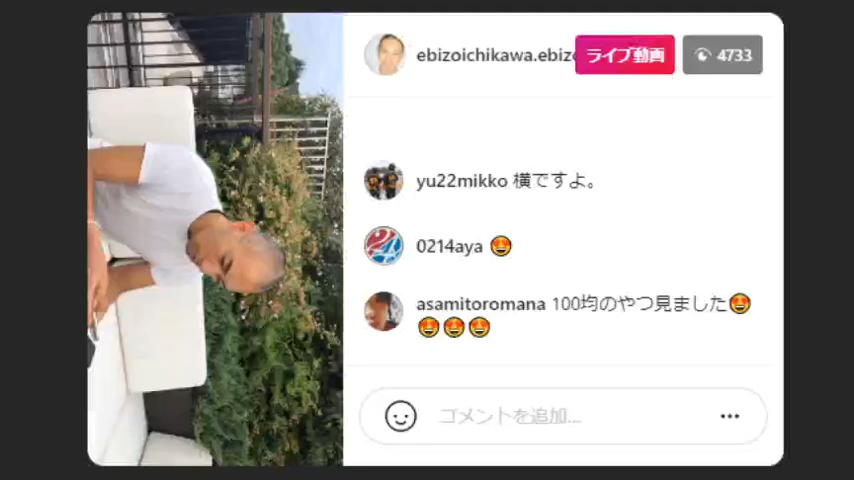 ebizoichikawa.ebizo
ライブ動画
4733
yu22mikko 横ですよ。
0214aya 😍
asamitoromana 100均のやつ見ました😍
😍😍😍
コメントを追加...